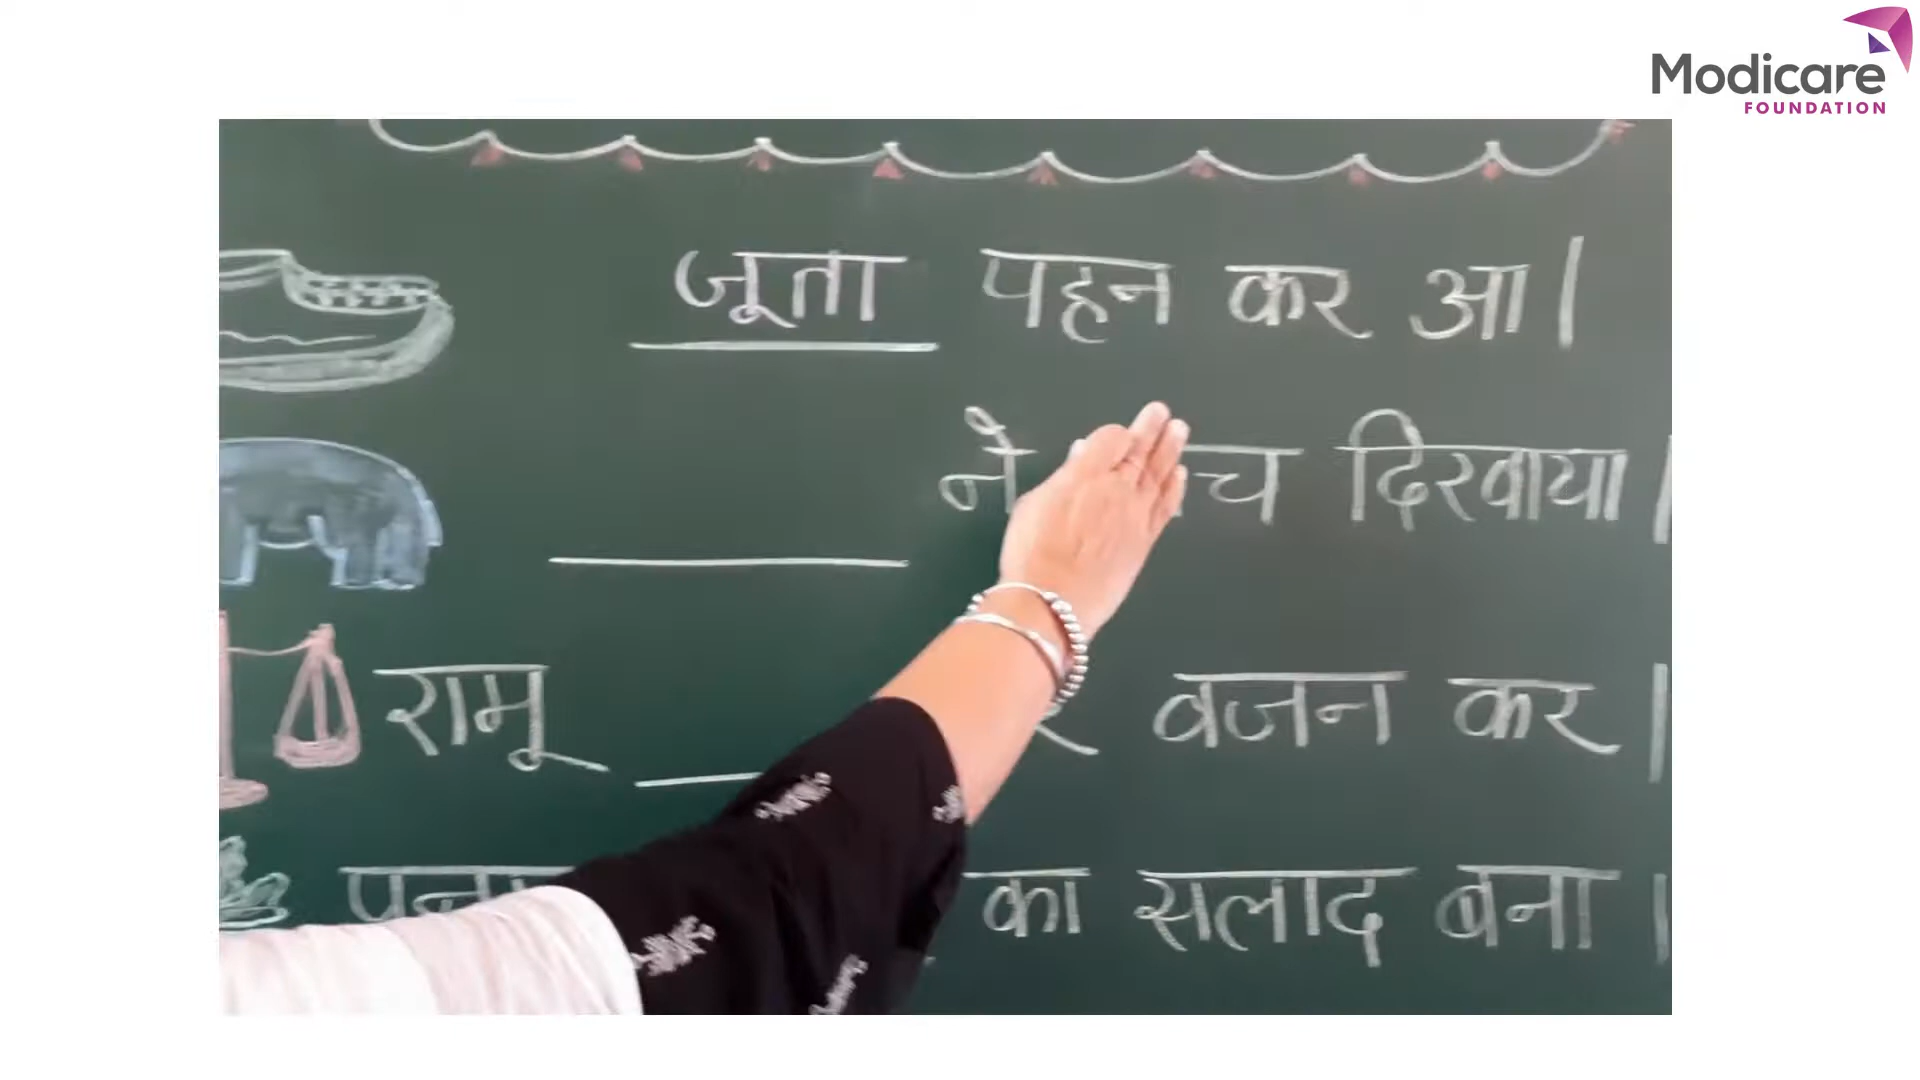 Modicare
FOUNDATION
जूता पहन कर आ।
ने दिखाया।
रामू वजन कर।
का सलाद बना।